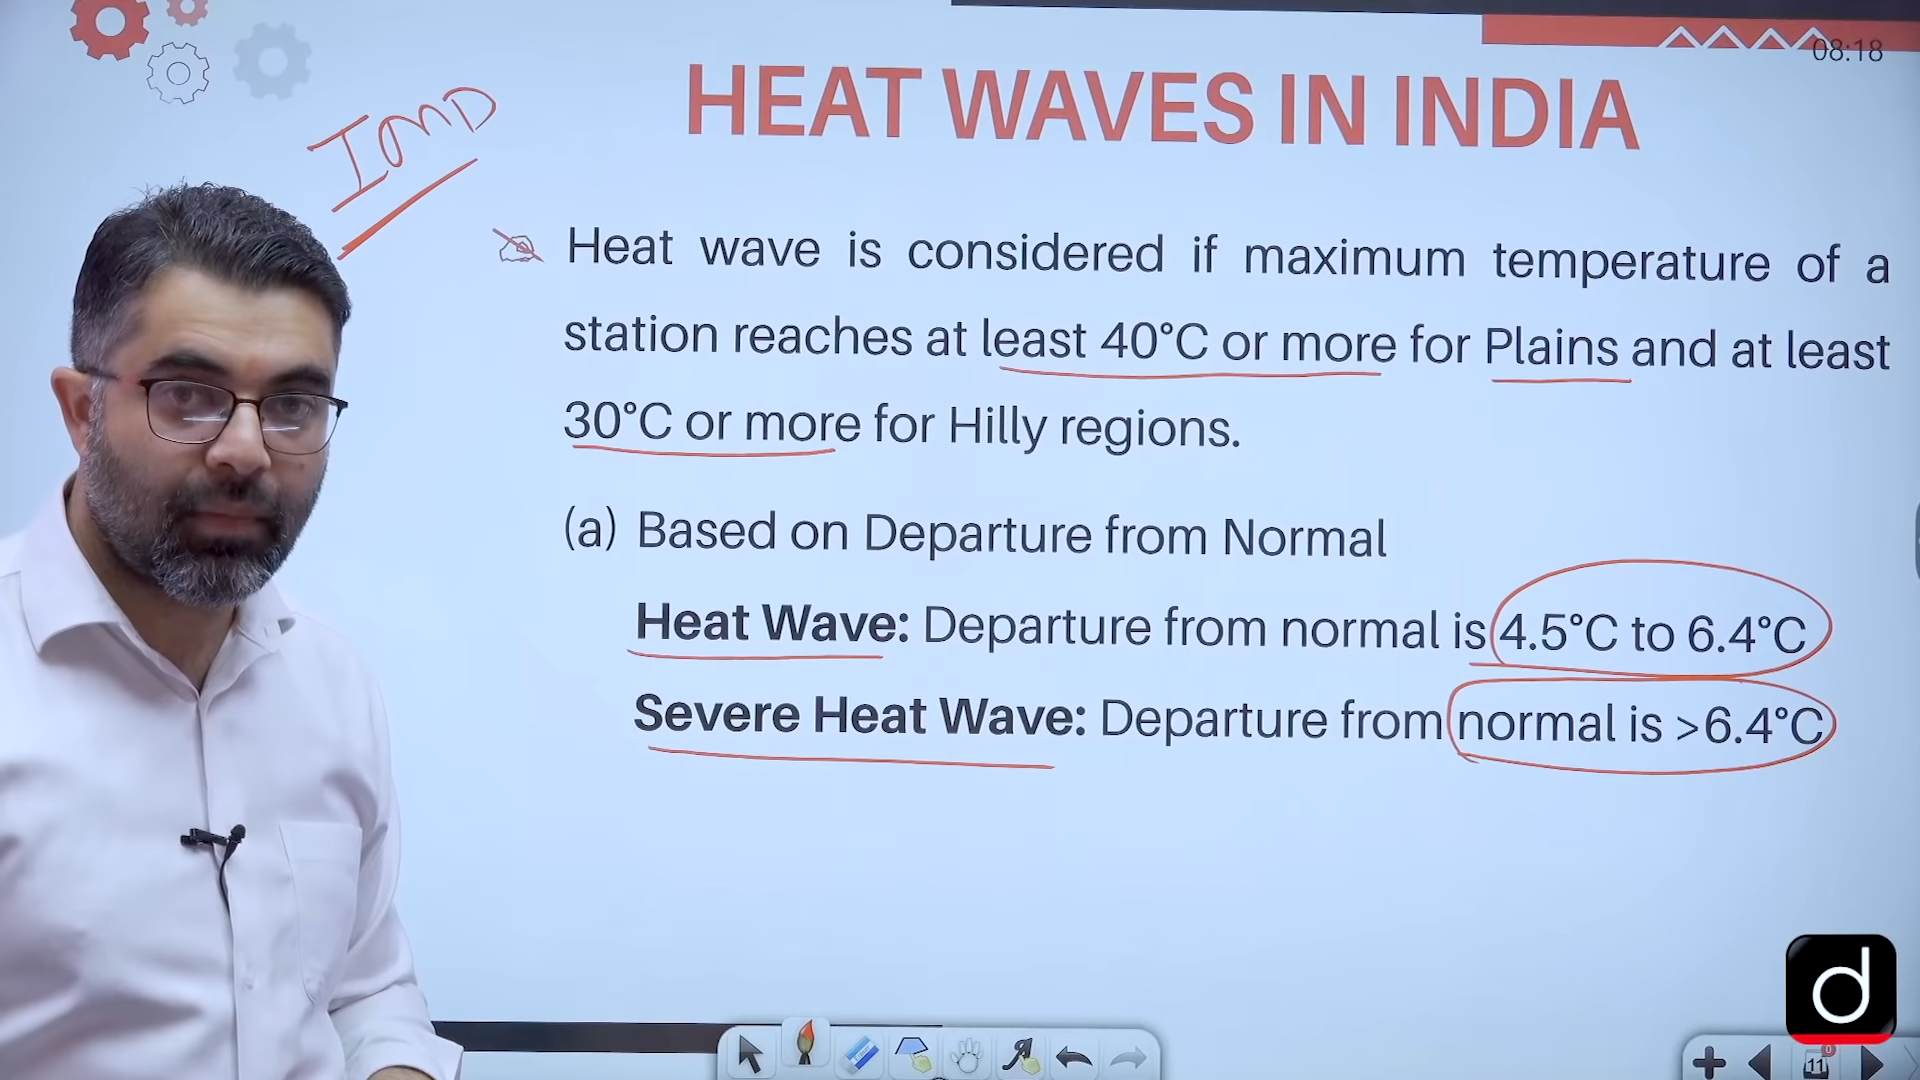 08:18
HEAT WAVES IN INDIA
IMD
Heat wave is considered if maximum temperature of a
station reaches at least 40°C or more for Plains and at least
30°C or more for Hilly regions.
(a) Based on Departure from Normal
Heat Wave: Departure from normal is 4.5°C to 6.4°C
Severe Heat Wave: Departure from normal is >6.4°C
d
11
0